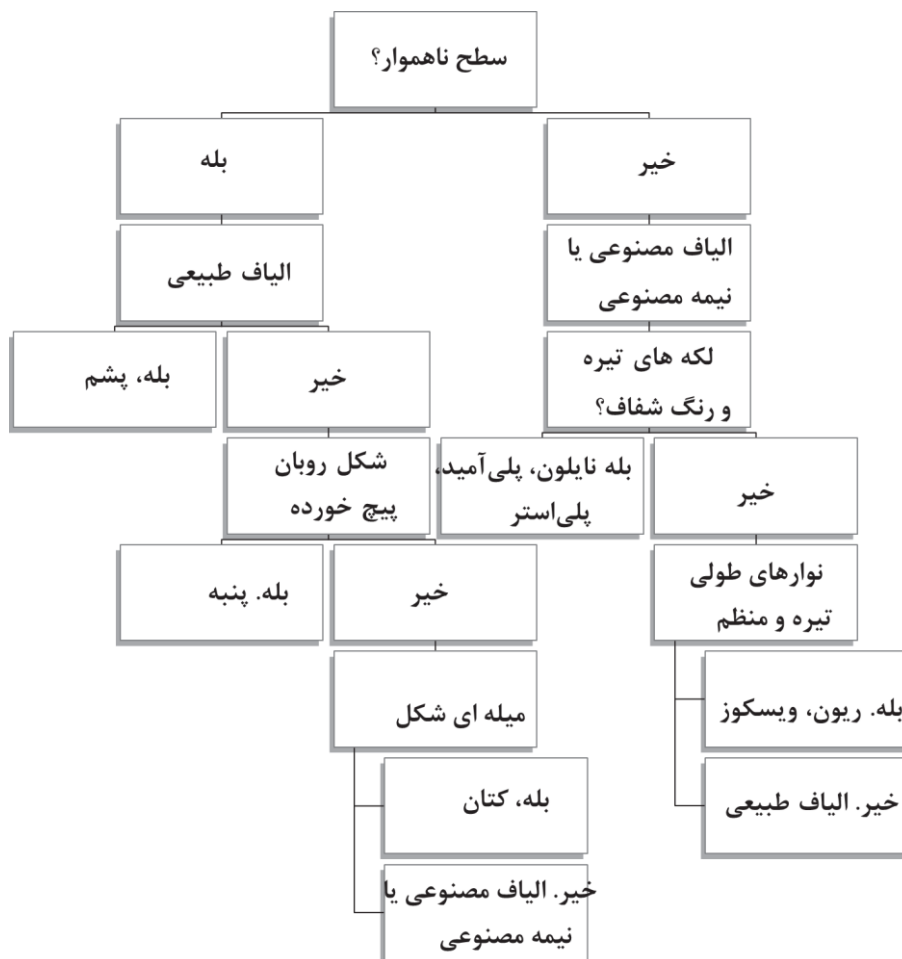 سطح ناهموار؟
خیر
بله
الیاف مصنوعی یا
نیمه مصنوعی
الیاف طبیعی
لکه های تیره
و رنگ شفاف؟
خیر
بله، پشم
خیر
بله نایلون، پلی‌آمید،
پلی‌استر
شکل روبان
پیچ خورده
نوارهای طولی
تیره و منظم
خیر
بله. پنبه
بله. ریون، ویسکوز
میله ای شکل
خیر. الیاف طبیعی
بله، کتان
خیر. الیاف مصنوعی یا
نیمه مصنوعی